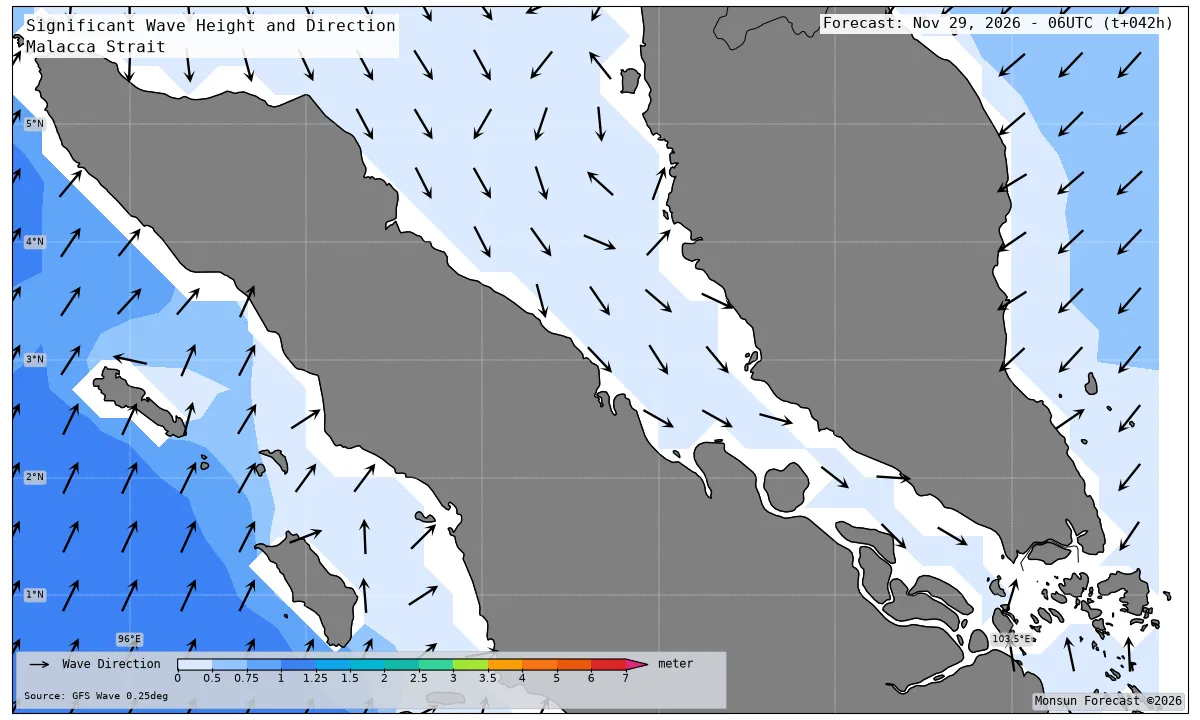 Significant Wave Height and Direction
Malacca Strait
Forecast: Nov 29, 2026 - 06UTC (t+042h)
5°N
4°N
3°N
2°N
1°N
96°E
103.5°E
Wave Direction
meter
0 0.5 0.75 1 1.25 1.5 2 2.5 3 3.5 4 5 6 7
Source: GFS Wave 0.25deg
Monsun Forecast ©2026